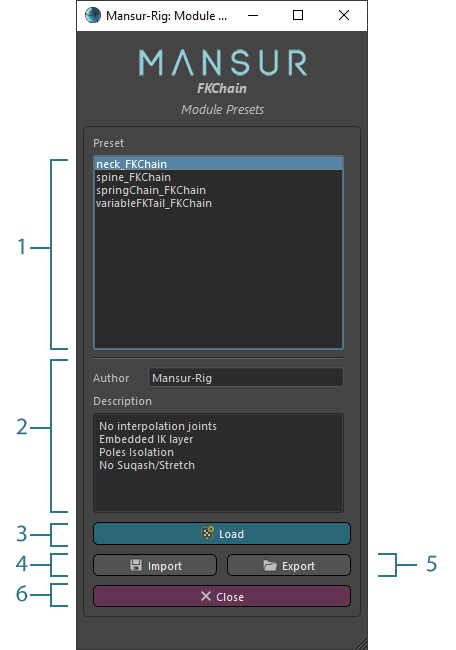 Mansur-Rig: Module ...
MANSUR
FKChain
Module Presets
Preset
neck_FKChain
spine_FKChain
springChain_FKChain
variableFKTail_FKChain
1
Author Mansur-Rig
Description
2
No interpolation joints
Embedded IK layer
Poles Isolation
No Suqash/Stretch
3 Load
4 Import Export 5
6 Close